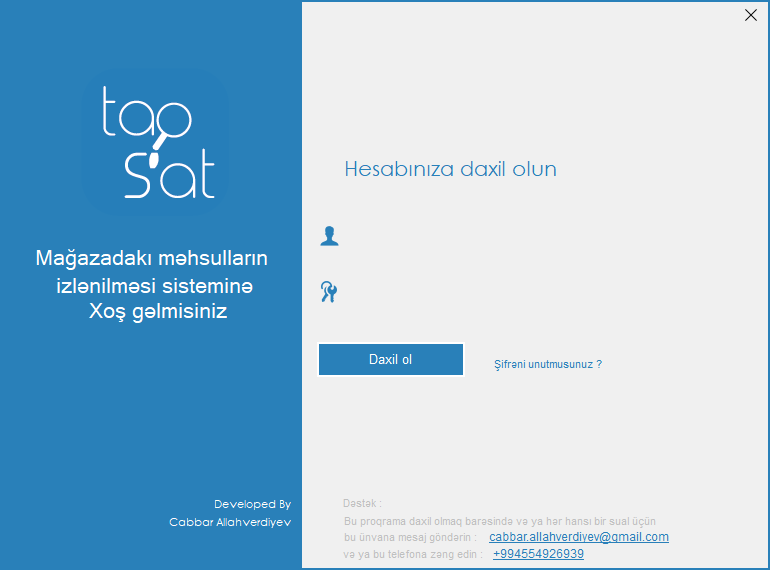 tap
sat
Mağazadakı məhsulların
izlənilməsi sisteminə
Xoş gəlmisiniz
Developed By
Cabbar Allahverdiyev
Hesabınıza daxil olun
Daxil ol
Şifrəni unutmusunuz ?
Dəstək :
Bu proqrama daxil olmaq barəsində və ya hər hansı bir sual üçün
bu ünvana mesaj göndərin : cabbar.allahverdiyev@gmail.com
və ya bu telefona zəng edin : +994554926939